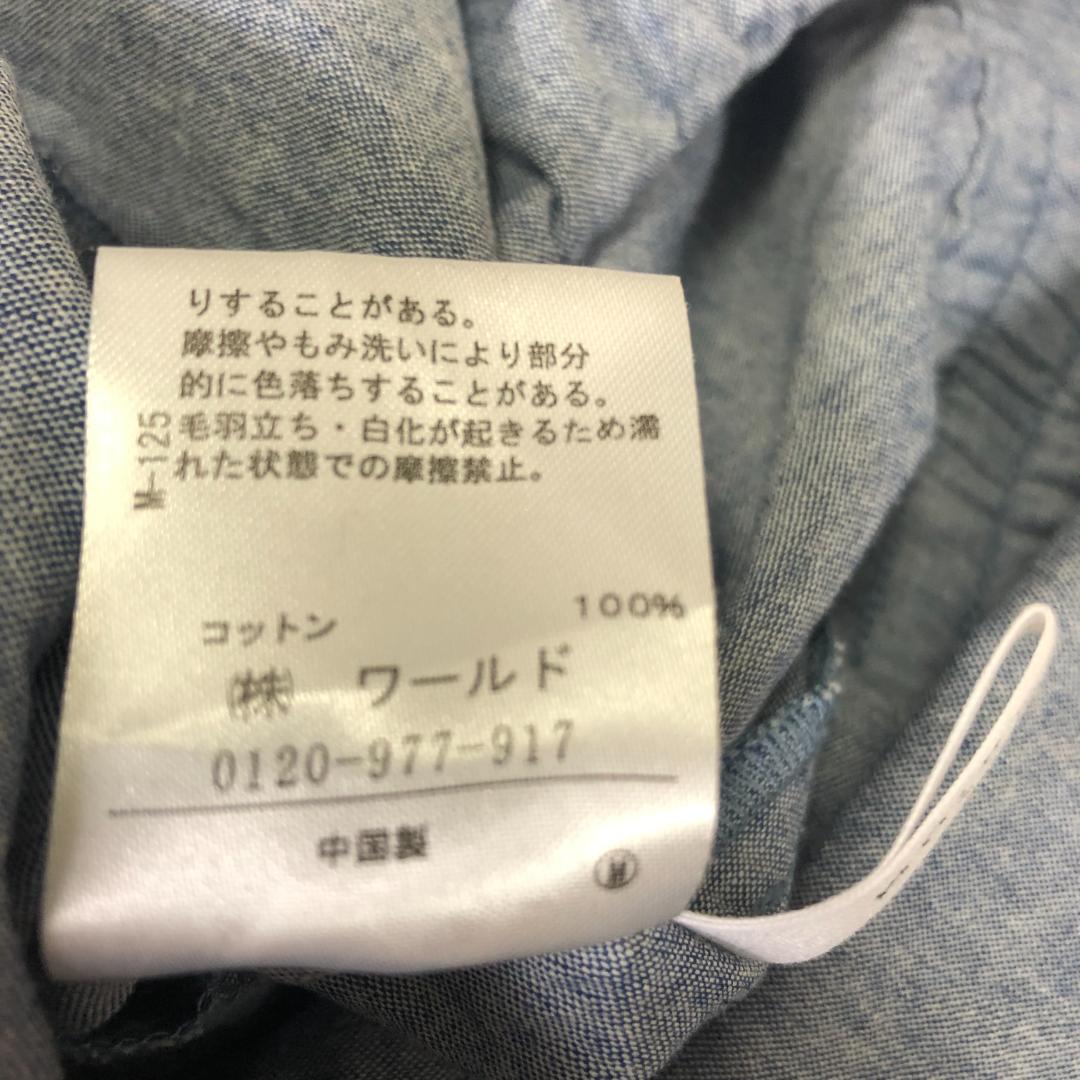 りすることがある。
摩擦やもみ洗いにより部分
的に色落ちすることがある。
毛羽立ち・白化が起きるため濡
れた状態での摩擦禁止。
M-125
コットン 100%
㈱ ワールド
0120-977-917
中国製